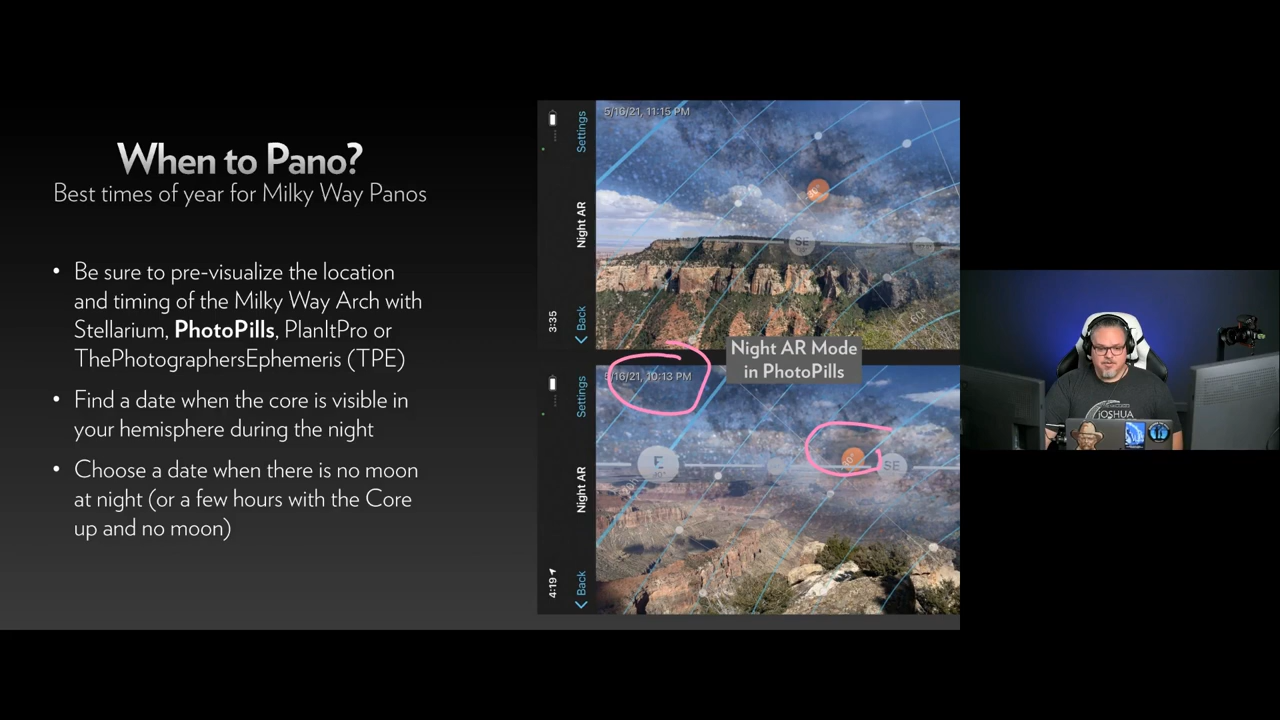 When to Pano?
Best times of year for Milky Way Panos
• Be sure to pre-visualize the location
and timing of the Milky Way Arch with
Stellarium, PhotoPills, PlanItPro or
ThePhotographersEphemeris (TPE)
• Find a date when the core is visible in
your hemisphere during the night
• Choose a date when there is no moon
at night (or a few hours with the Core
up and no moon)
Settings
Night AR
Back
3:35
5/16/21, 11:15 PM
SE
Night AR Mode
in PhotoPills
Settings
Night AR
Back
4:19
5/16/21, 10:13 PM
E
SE
JOSHUA